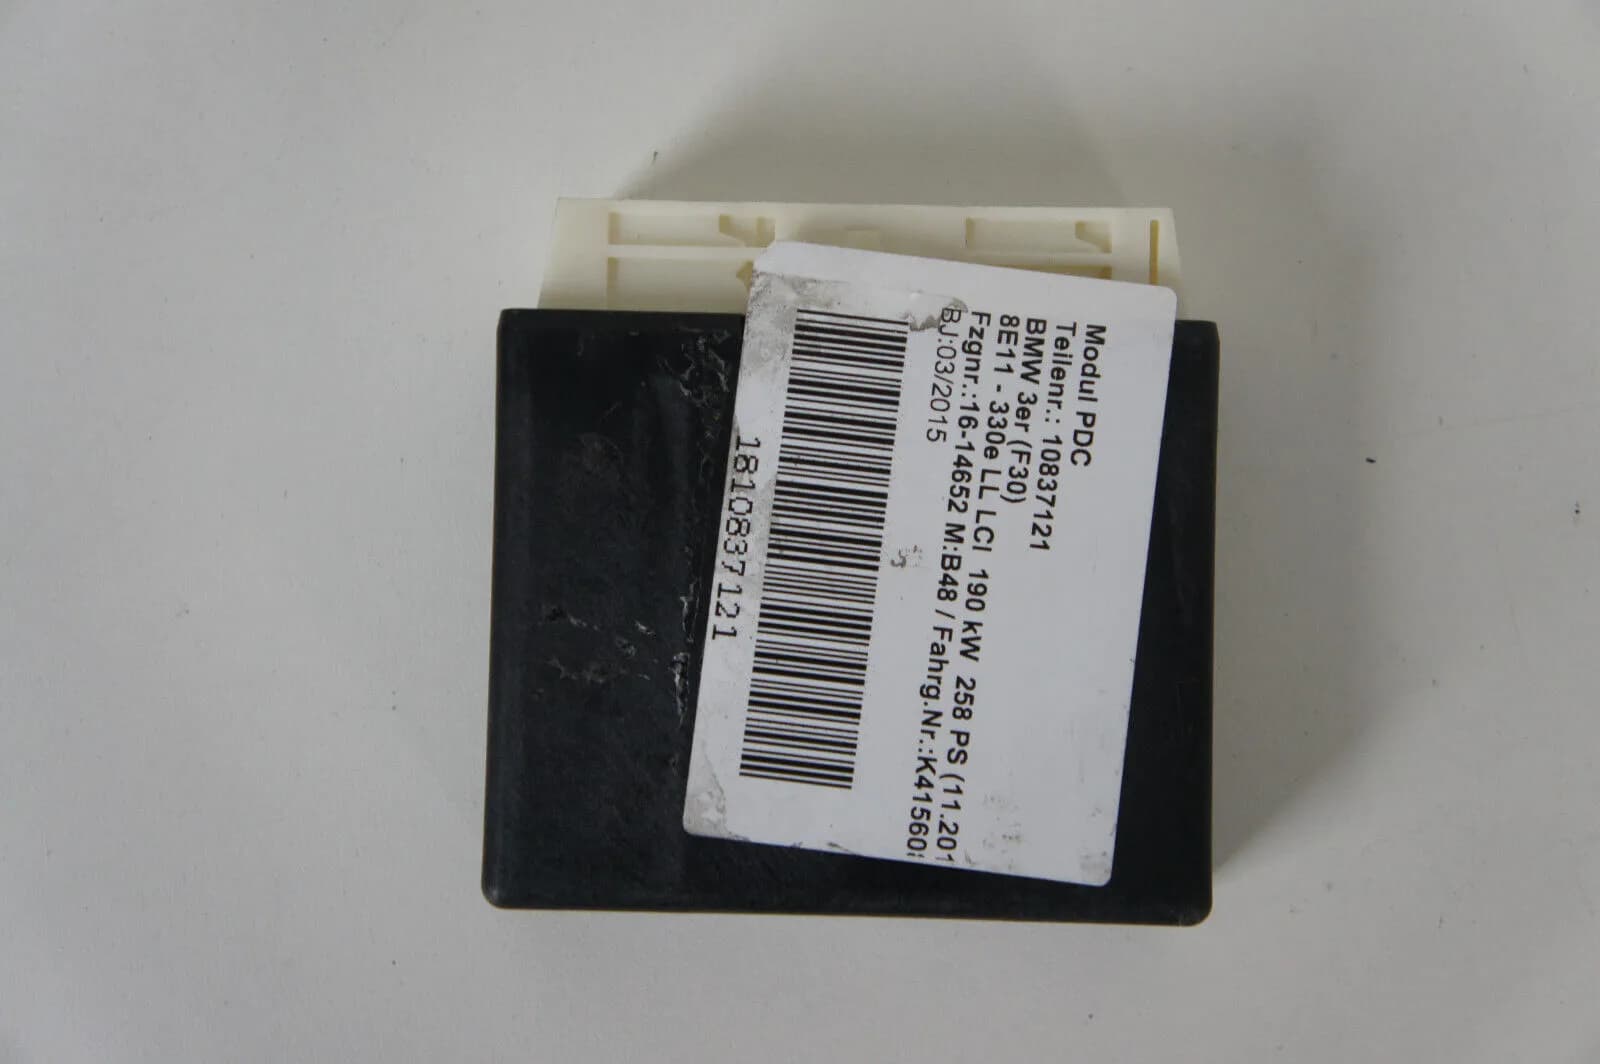 Modul PDC
Teilenr.: 10837121
BMW 3er (F30)
8E11 - 330e LL LCI 190 kW 258 PS (11.201
Fzgnr.:16-14652 M:B48 / Fahrg.Nr.:K41560
BJ:03/2015
1810837121